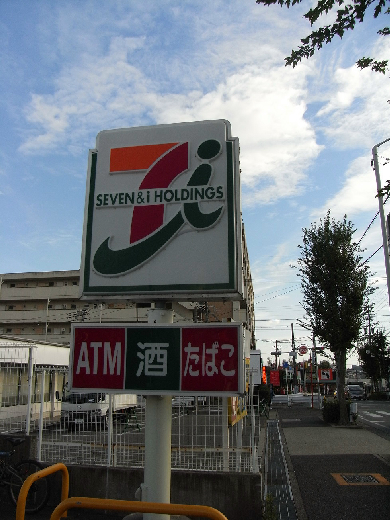 SEVEN&i HOLDINGS
ATM 酒 たばこ